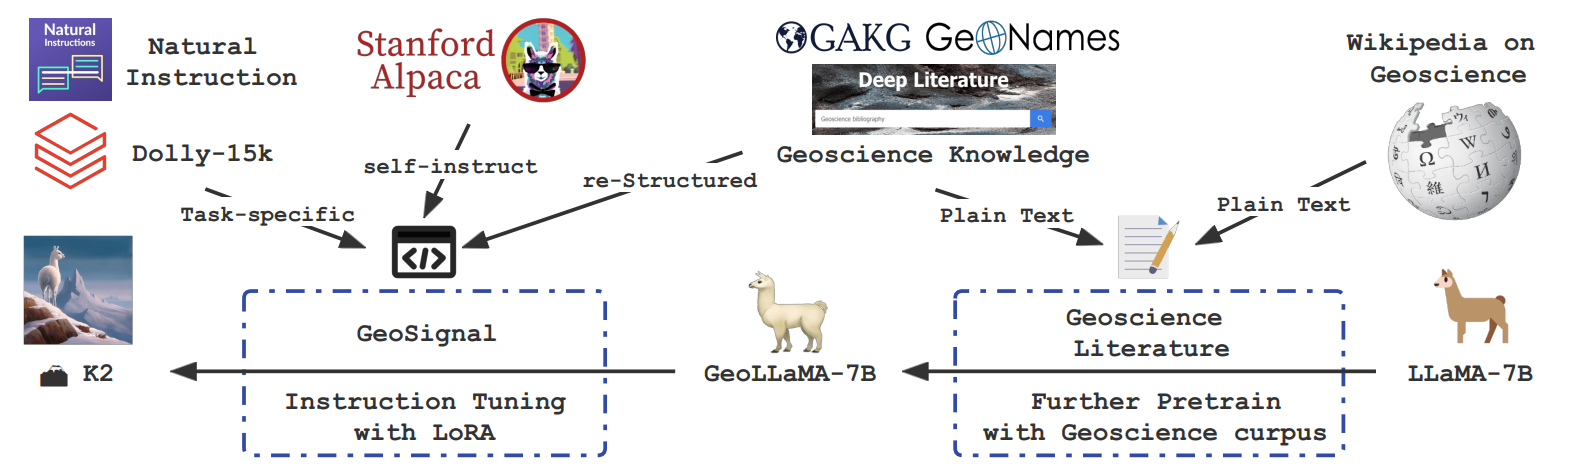 Natural
Instructions
Natural
Instruction
Stanford
Alpaca
GAKG
GeoNames
Deep Literature
Geoscience bibliography
Wikipedia on
Geoscience
Dolly-15k
Geoscience Knowledge
self-instruct
re-Structured
Task-specific
Plain Text
Plain Text
Ω
W
И
維
GeoSignal
Geoscience
Literature
K2
GeoLLaMA-7B
LLaMA-7B
Instruction Tuning
with LoRA
Further Pretrain
with Geoscience curpus